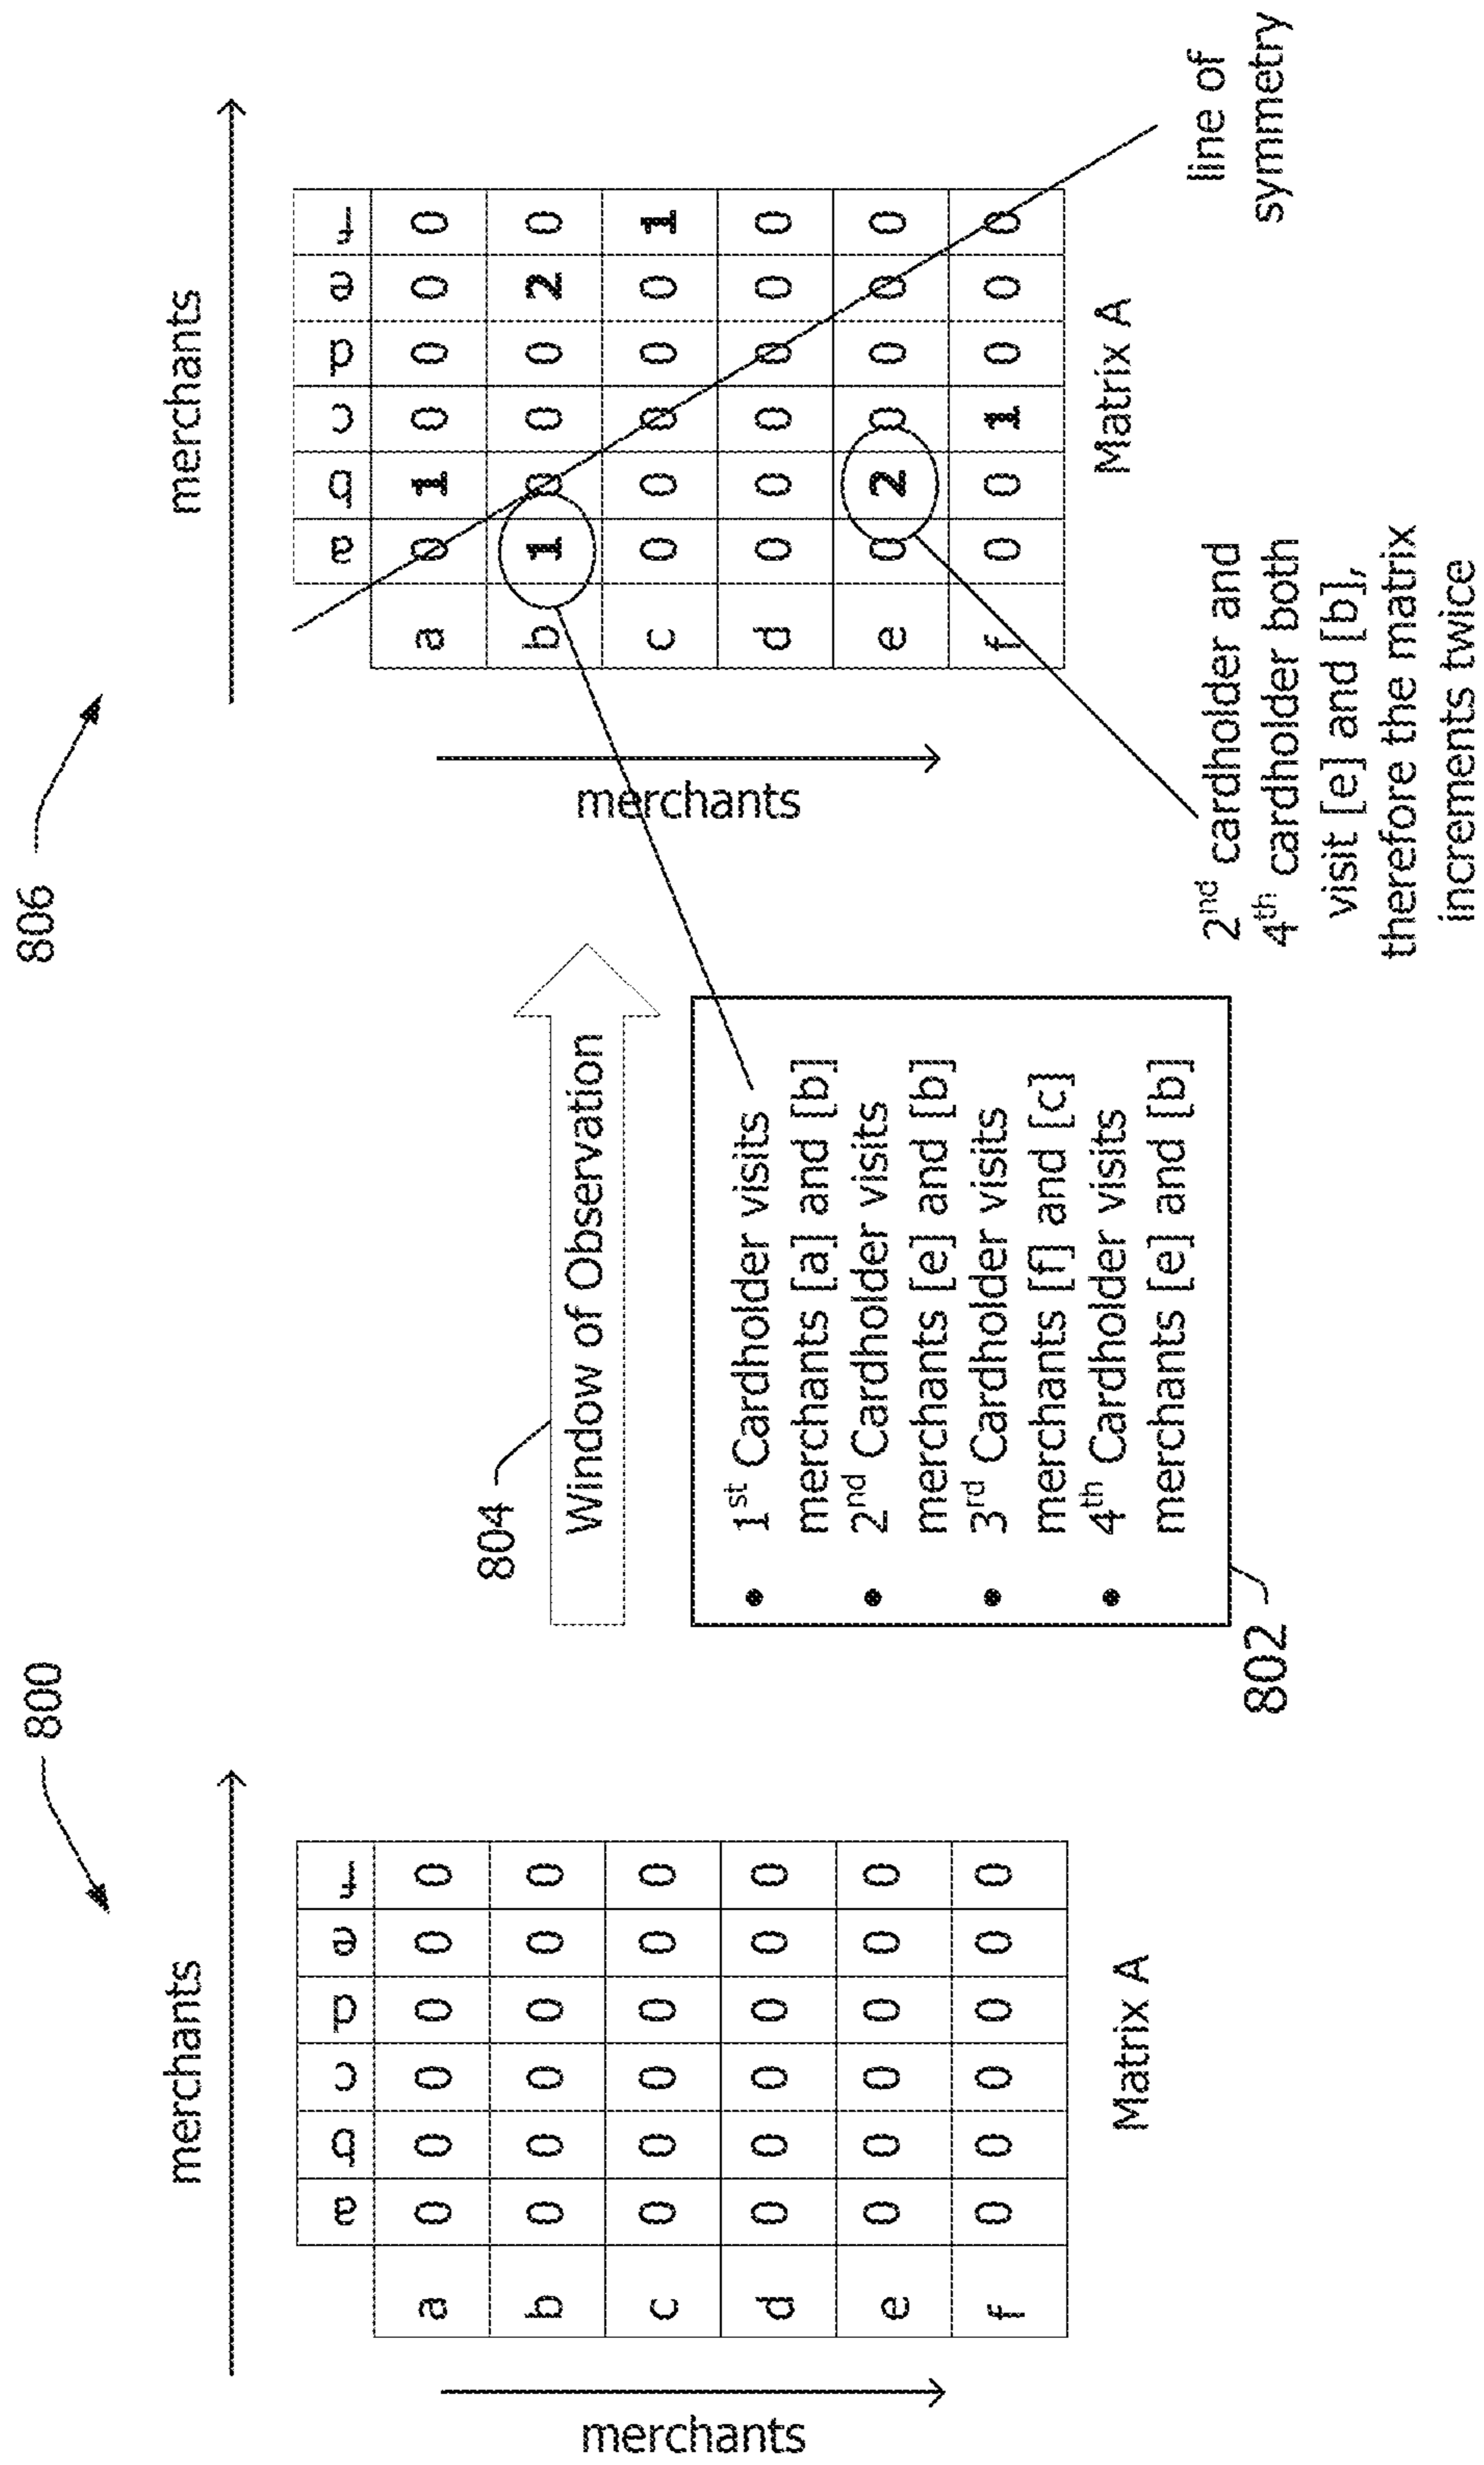 800
merchants
merchants
a b c d e f
a 0 0 0 0 0 0
b 0 0 0 0 0 0
c 0 0 0 0 0 0
d 0 0 0 0 0 0
e 0 0 0 0 0 0
f 0 0 0 0 0 0
Matrix A
804
Window of Observation
• 1st Cardholder visits
merchants [a] and [b]
• 2nd Cardholder visits
merchants [e] and [b]
• 3rd Cardholder visits
merchants [f] and [c]
• 4th Cardholder visits
merchants [e] and [b]
802
806
merchants
merchants
a b c d e f
a 0 1 0 0 0 0
b 1 0 0 0 2 0
c 0 0 0 0 0 1
d 0 0 0 0 0 0
e 0 2 0 0 0 0
f 0 0 1 0 0 0
Matrix A
line of
symmetry
2nd cardholder and
4th cardholder both
visit [e] and [b],
therefore the matrix
increments twice